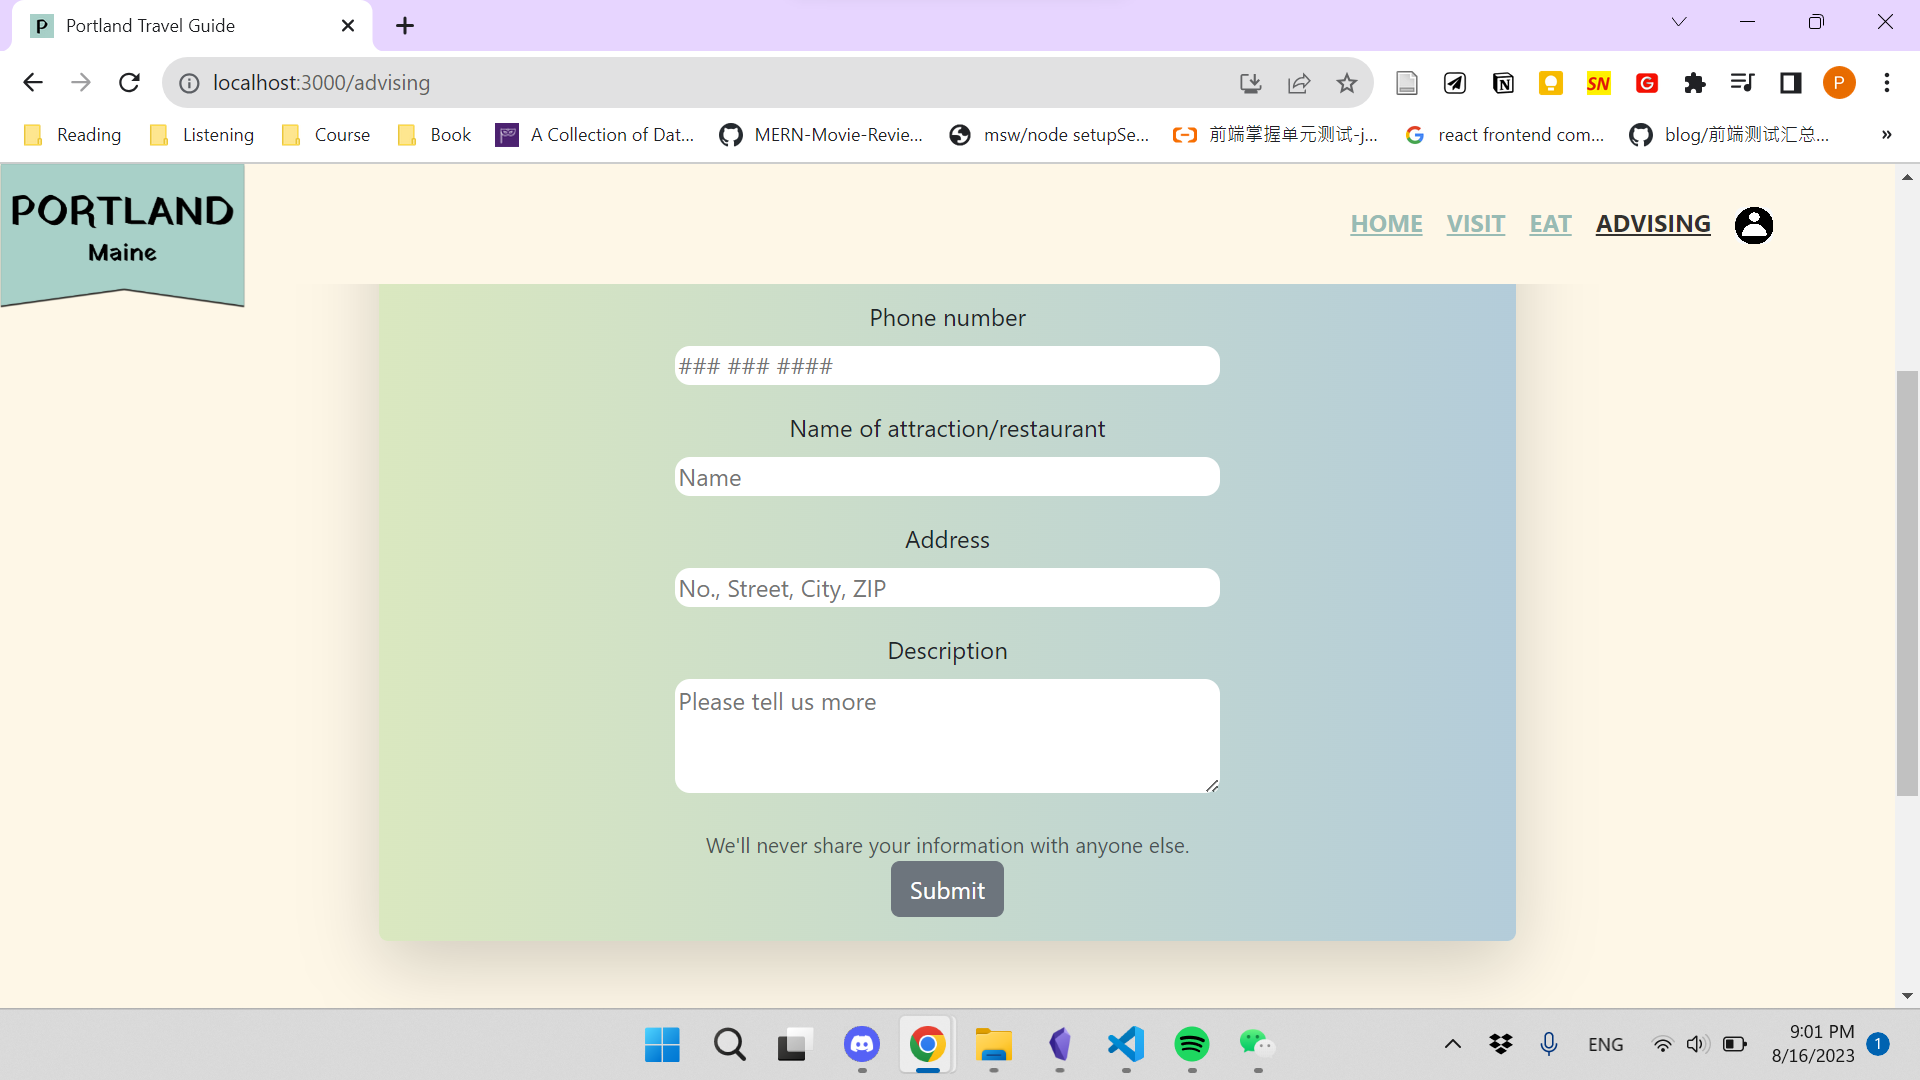 P Portland Travel Guide
localhost:3000/advising
SN
G
P
Reading Listening Course Book A Collection of Dat... MERN-Movie-Revie... msw/node setupSe... 前端掌握单元测试-j... react frontend com... blog/前端测试汇总... »
PORTLAND
Maine
HOME VISIT EAT ADVISING
Phone number
### ### ####
Name of attraction/restaurant
Name
Address
No., Street, City, ZIP
Description
Please tell us more
We'll never share your information with anyone else.
Submit
ENG
9:01 PM
8/16/2023
1